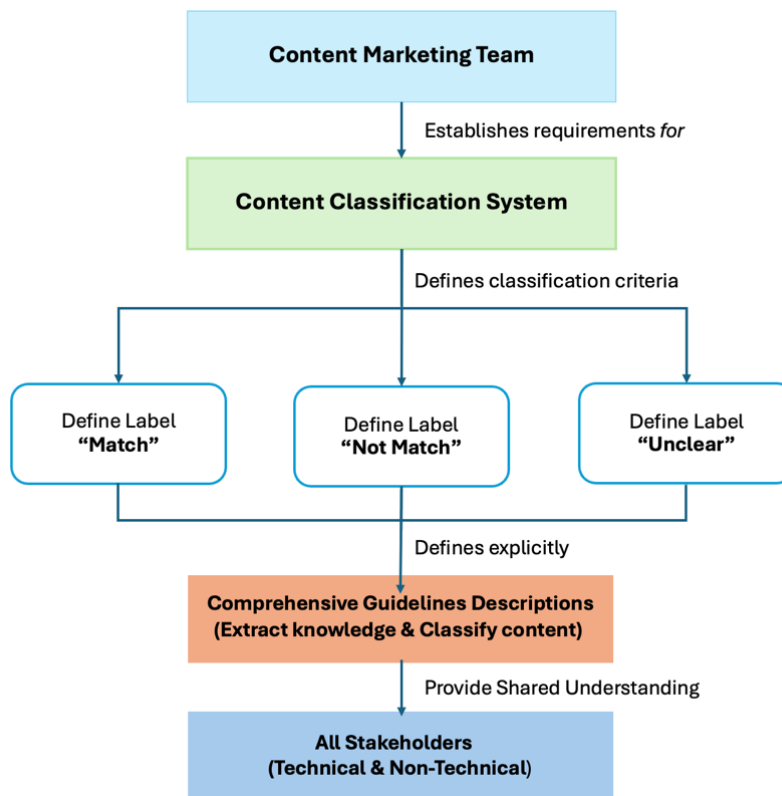 Content Marketing Team
Establishes requirements for
Content Classification System
Defines classification criteria
Define Label
“Match”
Define Label
“Not Match”
Define Label
“Unclear”
Defines explicitly
Comprehensive Guidelines Descriptions
(Extract knowledge & Classify content)
Provide Shared Understanding
All Stakeholders
(Technical & Non-Technical)